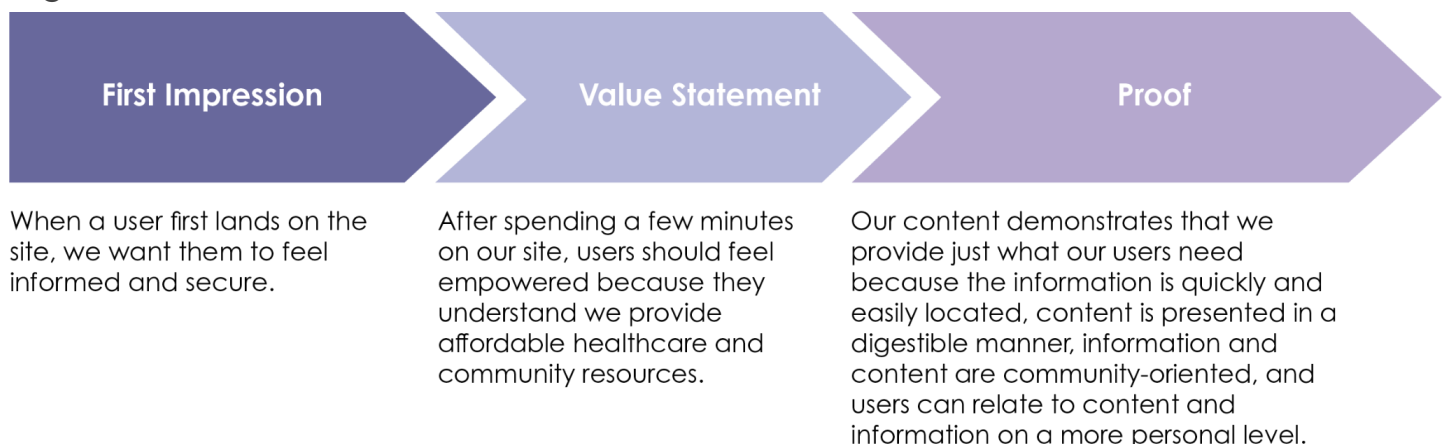 First Impression
Value Statement
Proof
When a user first lands on the
site, we want them to feel
informed and secure.
After spending a few minutes
on our site, users should feel
empowered because they
understand we provide
affordable healthcare and
community resources.
Our content demonstrates that we
provide just what our users need
because the information is quickly and
easily located, content is presented in a
digestible manner, information and
content are community-oriented, and
users can relate to content and
information on a more personal level.